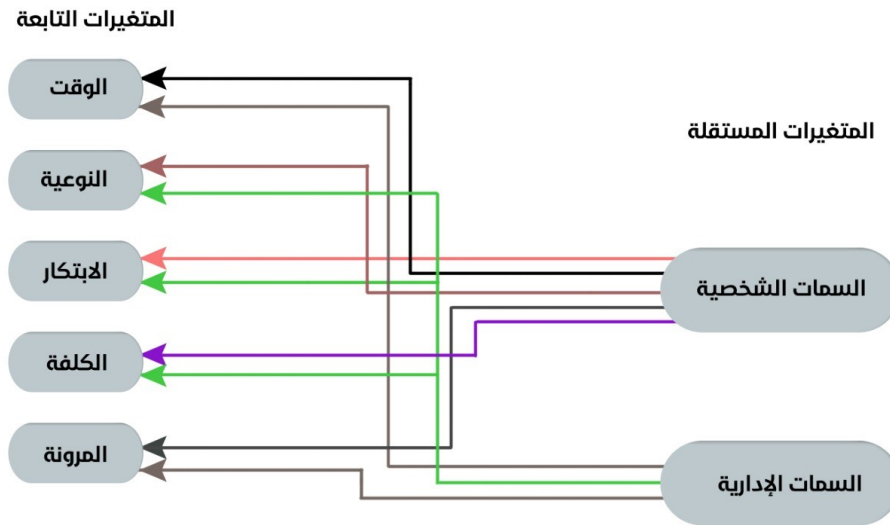 المتغيرات التابعة
الوقت
المتغيرات المستقلة
النوعية
الابتكار
السمات الشخصية
الكلفة
المرونة
السمات الإدارية